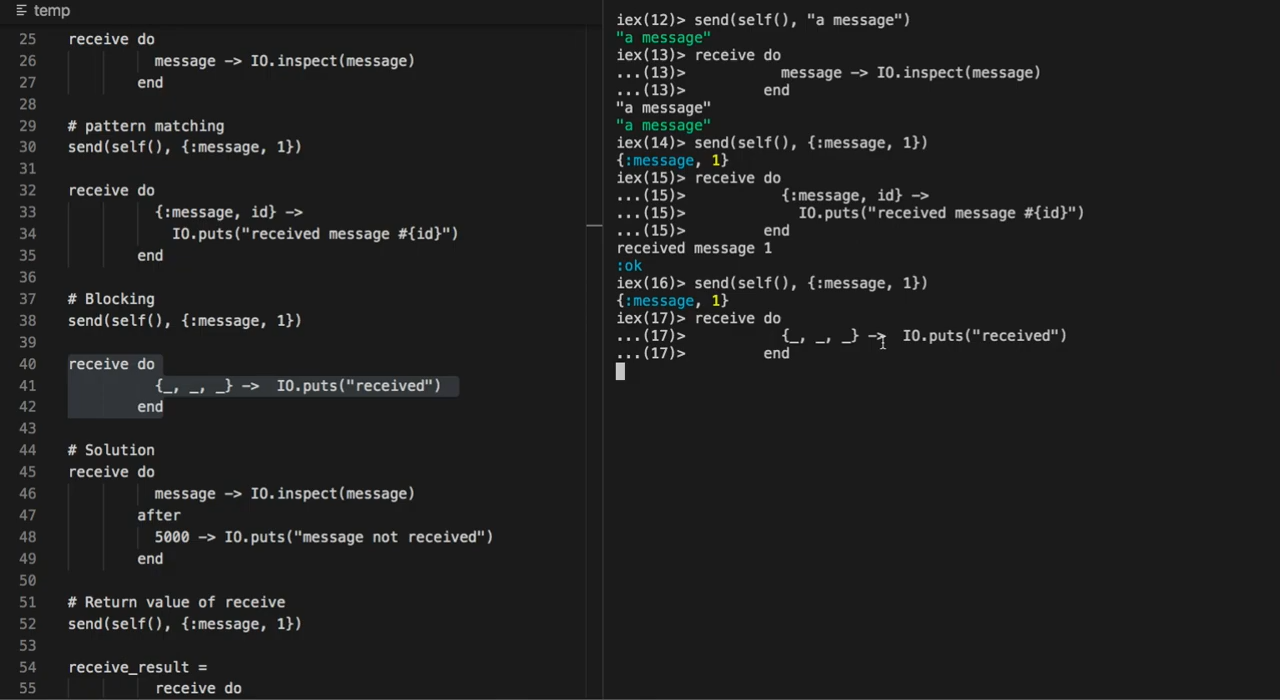 temp
25 receive do
26 message -> IO.inspect(message)
27 end
28
29 # pattern matching
30 send(self(), {:message, 1})
31
32 receive do
33 {:message, id} ->
34 IO.puts("received message #{id}")
35 end
36
37 # Blocking
38 send(self(), {:message, 1})
39
40 receive do
41 {_, _, _} -> IO.puts("received")
42 end
43
44 # Solution
45 receive do
46 message -> IO.inspect(message)
47 after
48 5000 -> IO.puts("message not received")
49 end
50
51 # Return value of receive
52 send(self(), {:message, 1})
53
54 receive_result =
55 receive do
iex(12)> send(self(), "a message")
"a message"
iex(13)> receive do
...(13)> message -> IO.inspect(message)
...(13)> end
"a message"
"a message"
iex(14)> send(self(), {:message, 1})
{:message, 1}
iex(15)> receive do
...(15)> {:message, id} ->
...(15)> IO.puts("received message #{id}")
...(15)> end
received message 1
:ok
iex(16)> send(self(), {:message, 1})
{:message, 1}
iex(17)> receive do
...(17)> {_, _, _} -> IO.puts("received")
...(17)> end